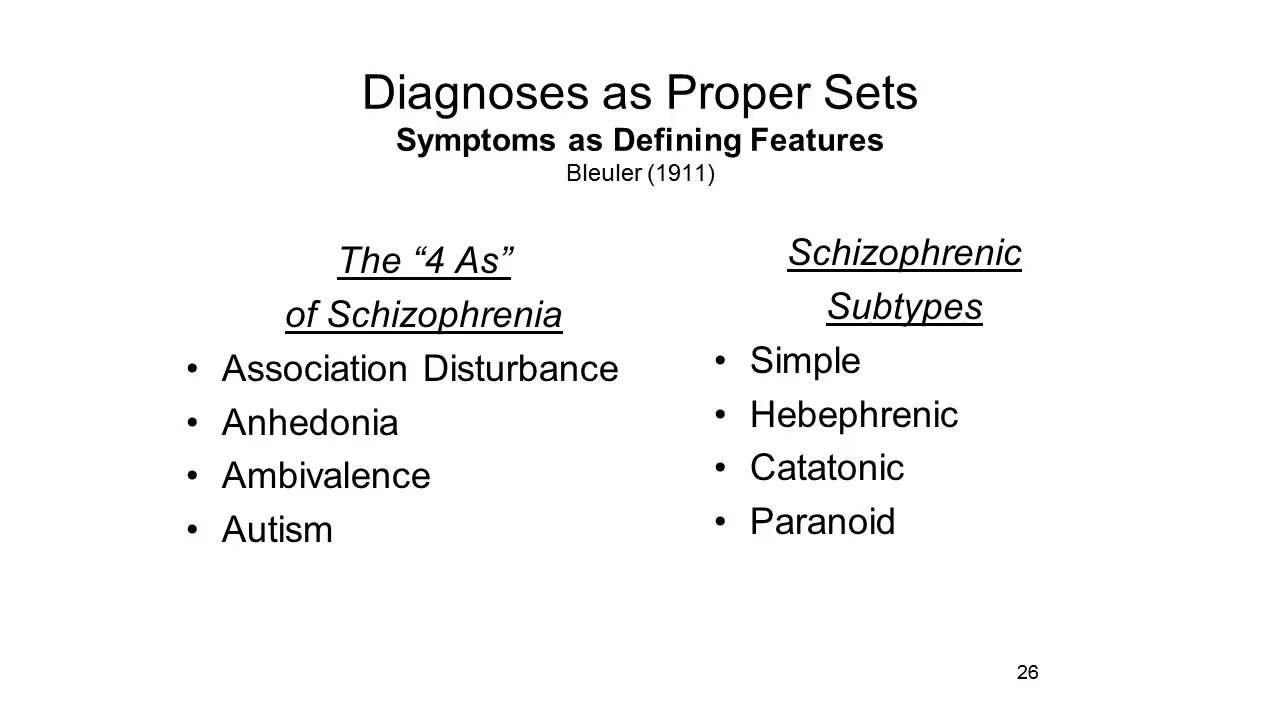 Diagnoses as Proper Sets
Symptoms as Defining Features
Bleuler (1911)
The “4 As”
of Schizophrenia
• Association Disturbance
• Anhedonia
• Ambivalence
• Autism
Schizophrenic
Subtypes
• Simple
• Hebephrenic
• Catatonic
• Paranoid
26